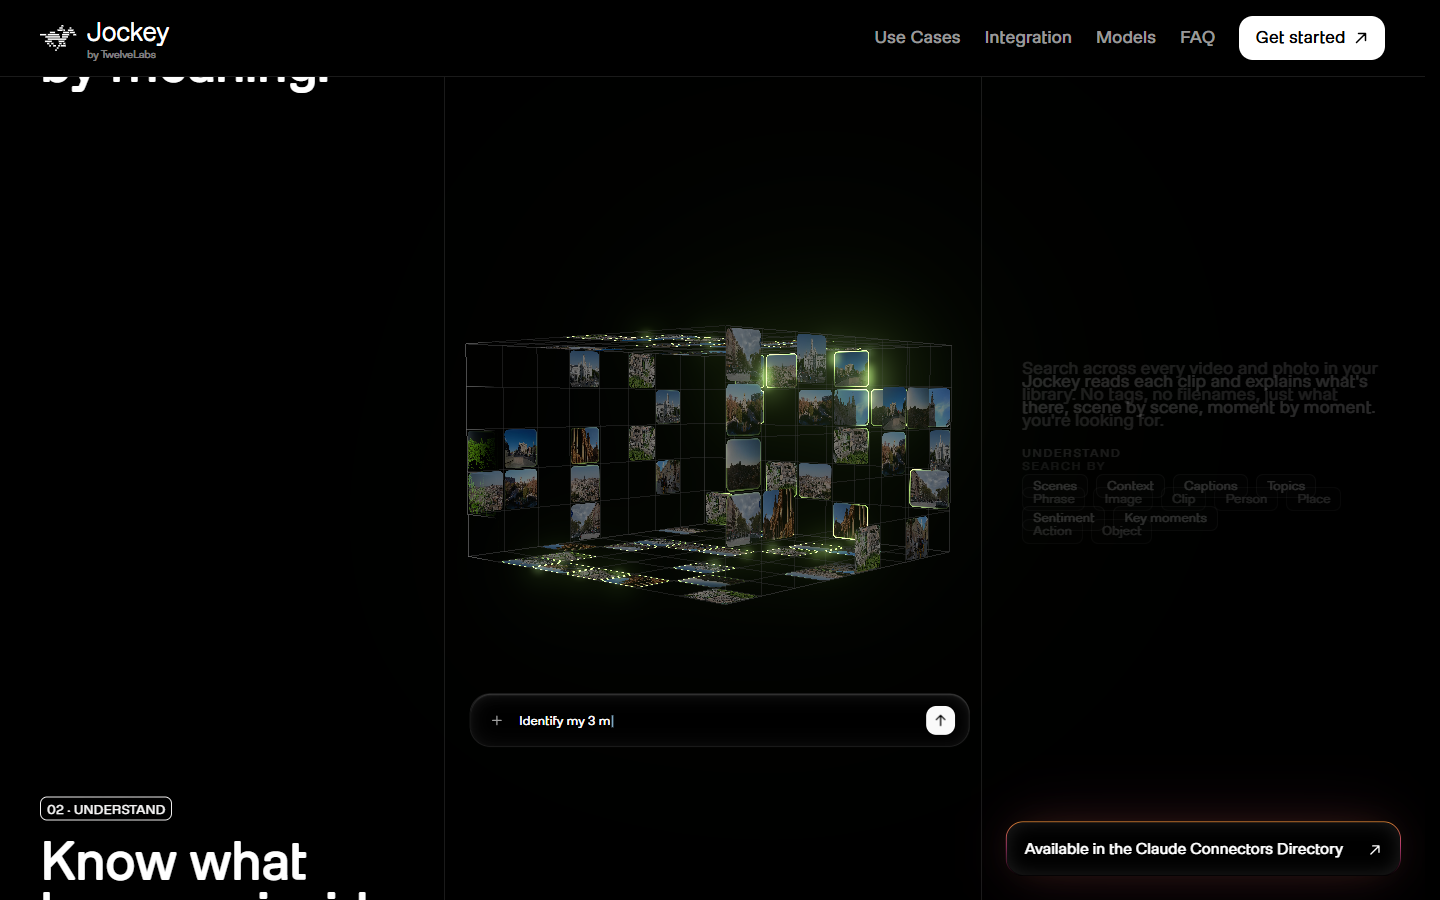 Jockey
by TwelveLabs
Use Cases
Integration
Models
FAQ
Get started
by meaning.
Identify my 3 m
Search across every video and photo in your
library. No tags, no filenames, just what
you're looking for.
Jockey reads each clip and explains what's
there, scene by scene, moment by moment.
UNDERSTAND
Scenes
Context
Captions
Topics
Sentiment
Key moments
SEARCH BY
Phrase
Image
Clip
Person
Place
Action
Object
02 - UNDERSTAND
Know what
Available in the Claude Connectors Directory